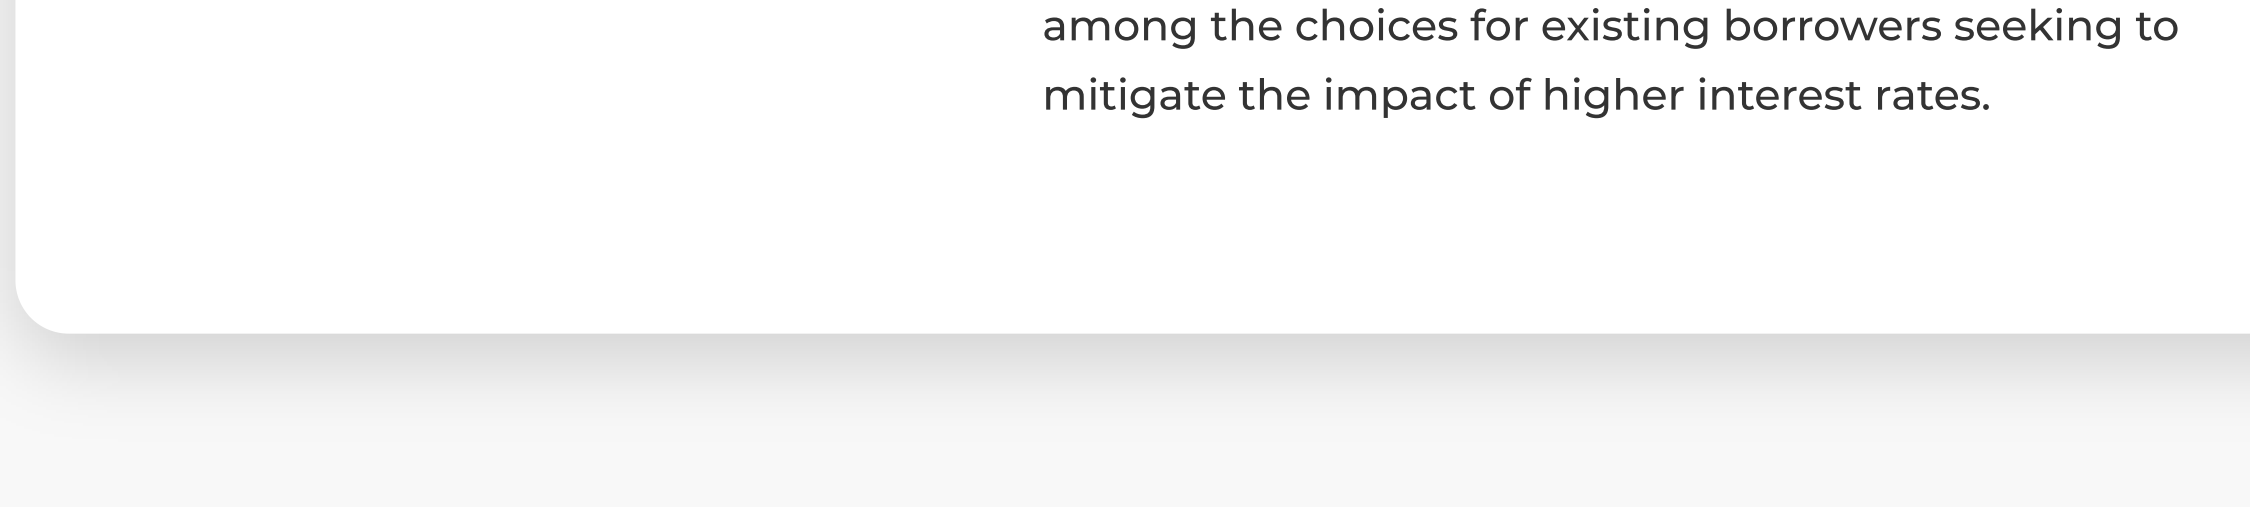 among the choices for existing borrowers seeking to
mitigate the impact of higher interest rates.